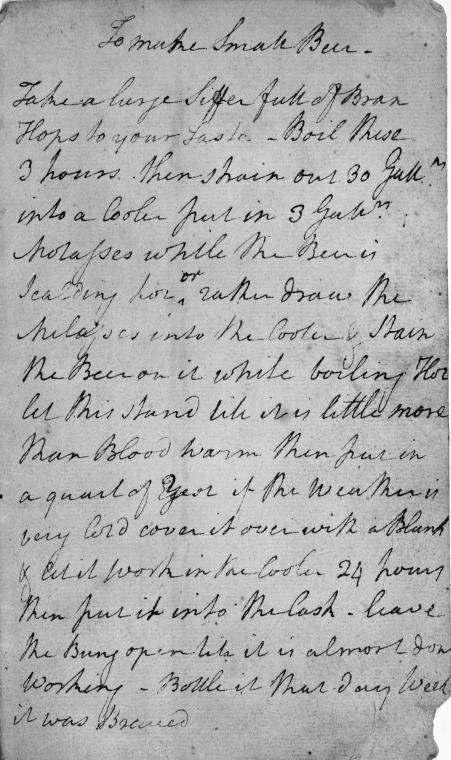 To make Small Beer -
Take a large Siffer full of Bran
Hops to your Taste - Boil these
3 hours. then strain out 30 Gall.n
into a Cooler put in 3 Gall.n
Molasses while the Beer is
Scalding hot or rather draw the
Molasses into the Cooler & Stain
the Beer on it while boiling Hot
let this stand till it is little more
than Blood warm then put in
a quart of Yest if the weather is
very Cold cover it over with a Blank
& let it work in the Cooler 24 hours
then put it into the Cask - leave
the Bung open till it is almost don
working - Bottle it that day Week
it was Brewed